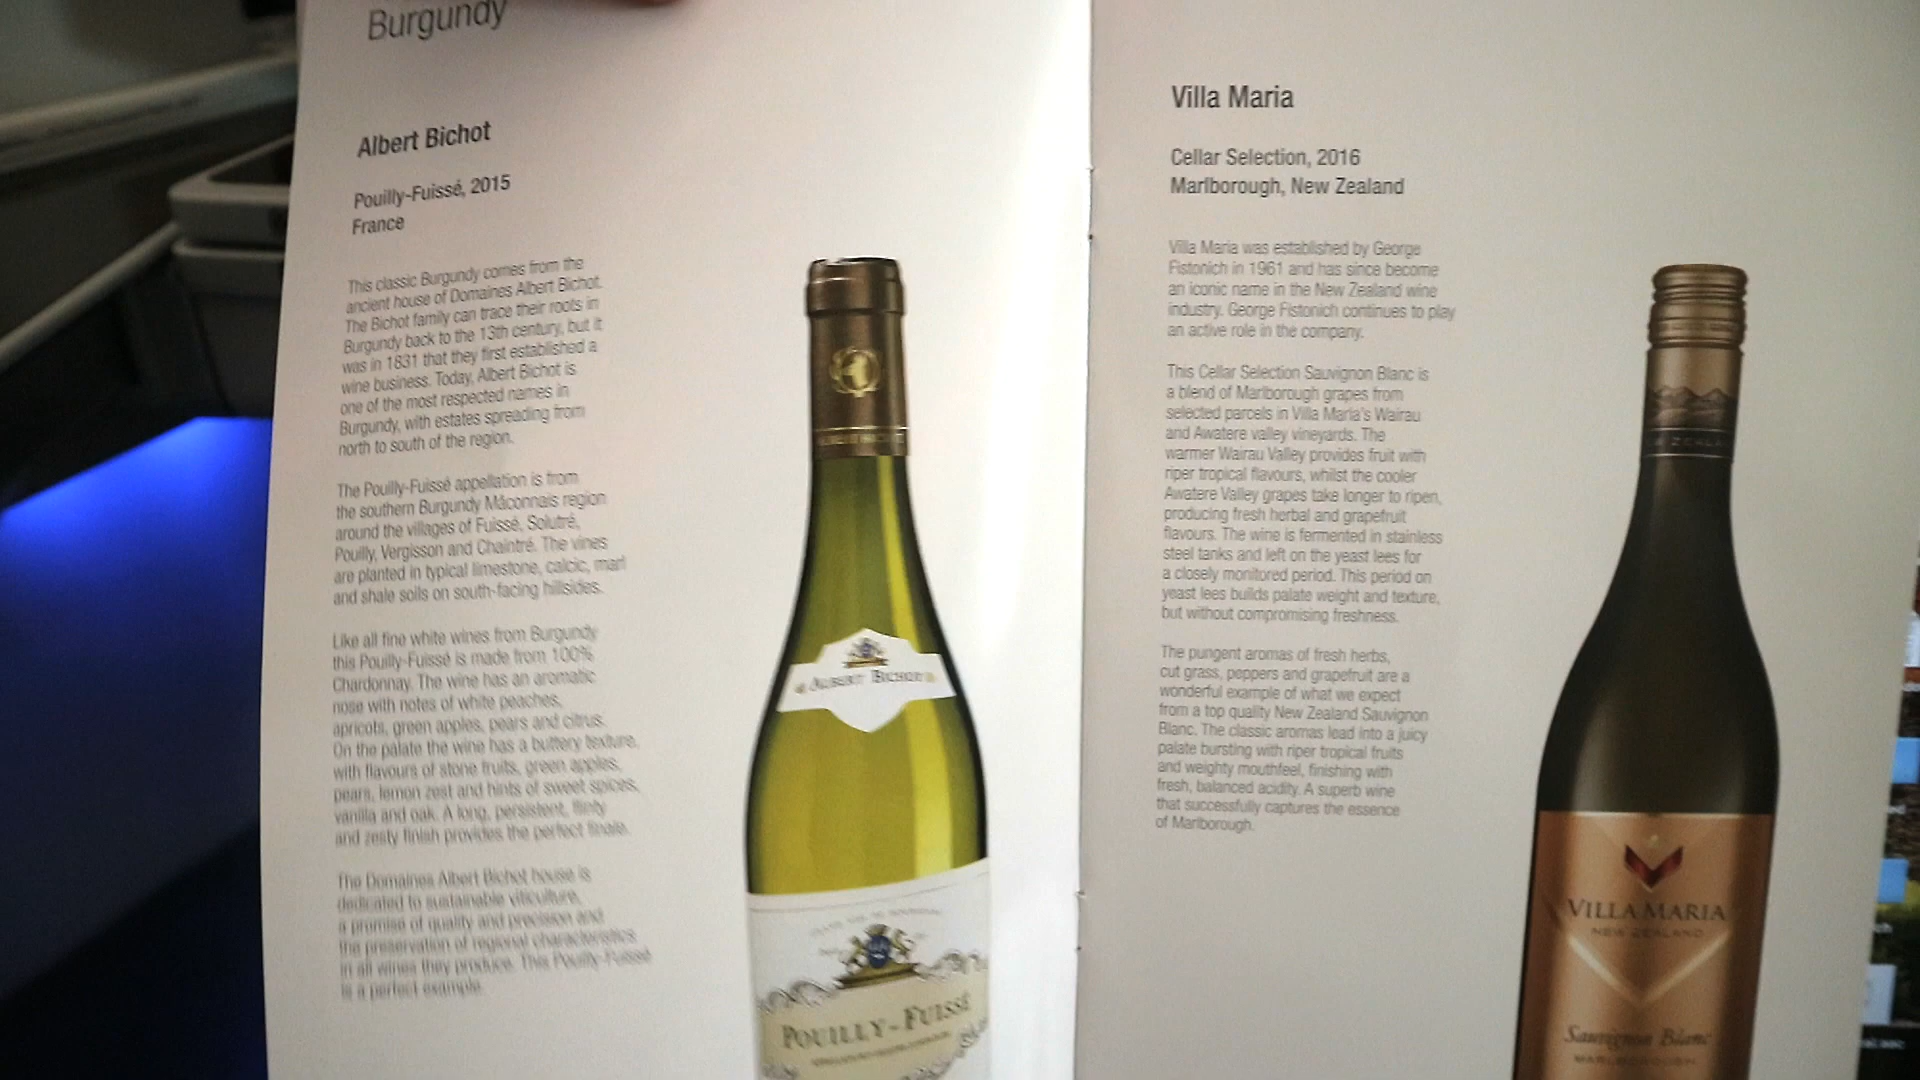 Burgundy
Albert Bichot
Pouilly-Fuissé, 2015
France
This classic Burgundy comes from the
ancient house of Domaines Albert Bichot.
The Bichot family can trace their roots in
Burgundy back to the 13th century, but it
was in 1831 that they first established a
wine business. Today, Albert Bichot is
one of the most respected names in
Burgundy, with estates spreading from
north to south of the region.
The Pouilly-Fuissé appellation is from
the southern Burgundy Mâconnais region
around the villages of Fuissé, Solutré,
Pouilly, Vergisson and Chaintré. The vines
are planted in typical limestone, calcic, marl
and shale soils on south-facing hillsides.
Like all fine white wines from Burgundy
this Pouilly-Fuissé is made from 100%
Chardonnay. The wine has an aromatic
nose with notes of white peaches,
apricots, green apples, pears and citrus.
On the palate the wine has a buttery texture,
with flavours of stone fruits, green apples,
pears, lemon zest and hints of sweet spices,
vanilla and oak. A long, persistent, flinty
and zesty finish provides the perfect finale.
The Domaines Albert Bichot house is
dedicated to sustainable viticulture,
a promise of quality and precision and
the preservation of regional characteristics
in all wines they produce. This Pouilly-Fuissé
is a perfect example.
ALBERT BICHOT
POUILLY-FUISSÉ
Villa Maria
Cellar Selection, 2016
Marlborough, New Zealand
Villa Maria was established by George
Fistonich in 1961 and has since become
an iconic name in the New Zealand wine
industry. George Fistonich continues to play
an active role in the company.
This Cellar Selection Sauvignon Blanc is
a blend of Marlborough grapes from
selected parcels in Villa Maria's Wairau
and Awatere valley vineyards. The
warmer Wairau Valley provides fruit with
riper tropical flavours, whilst the cooler
Awatere Valley grapes take longer to ripen,
producing fresh herbal and grapefruit
flavours. The wine is fermented in stainless
steel tanks and left on the yeast lees for
a closely monitored period. This period on
yeast lees builds palate weight and texture,
but without compromising freshness.
The pungent aromas of fresh herbs,
cut grass, peppers and grapefruit are a
wonderful example of what we expect
from a top quality New Zealand Sauvignon
Blanc. The classic aromas lead into a juicy
palate bursting with riper tropical fruits
and weighty mouthfeel, finishing with
fresh, balanced acidity. A superb wine
that successfully captures the essence
of Marlborough.
VILLA MARIA
NEW ZEALAND
Sauvignon Blanc
MARLBOROUGH